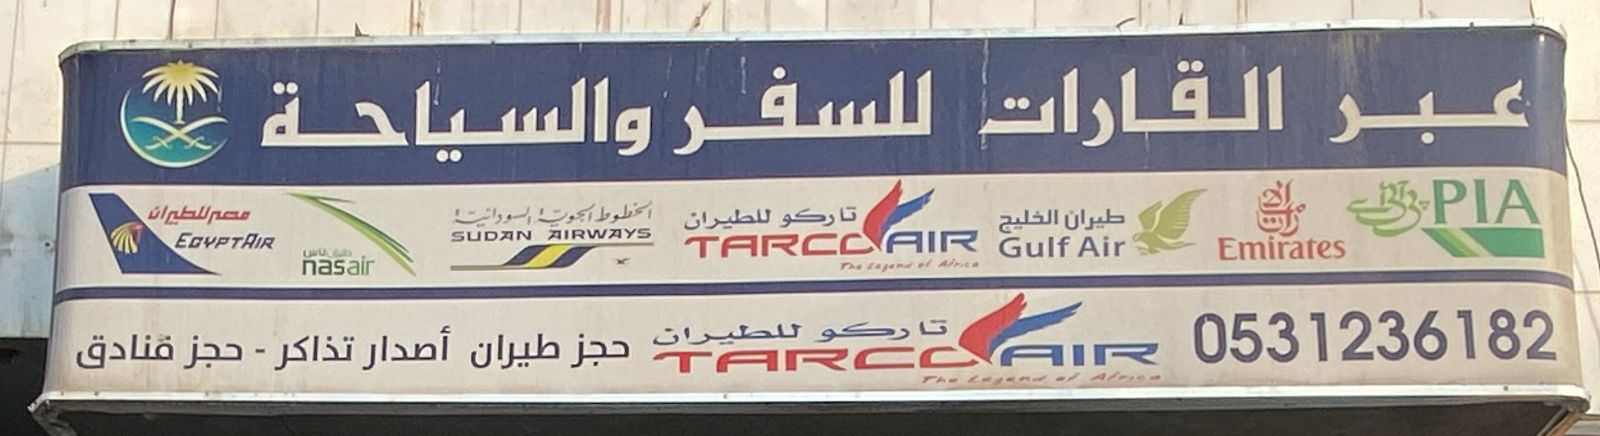 عبر القارات للسفر والسياحة
PIA
Emirates
طيران الخليج
Gulf Air
تاركو للطيران
TARCO AIR
The Legend of Africa
الخطوط الجوية السودانية
SUDAN AIRWAYS
طيران ناس
nasair
مصر للطيران
EGYPTAIR
0531236182
تاركو للطيران
TARCO AIR
The Legend of Africa
حجز طيران أصدار تذاكر - حجز فنادق